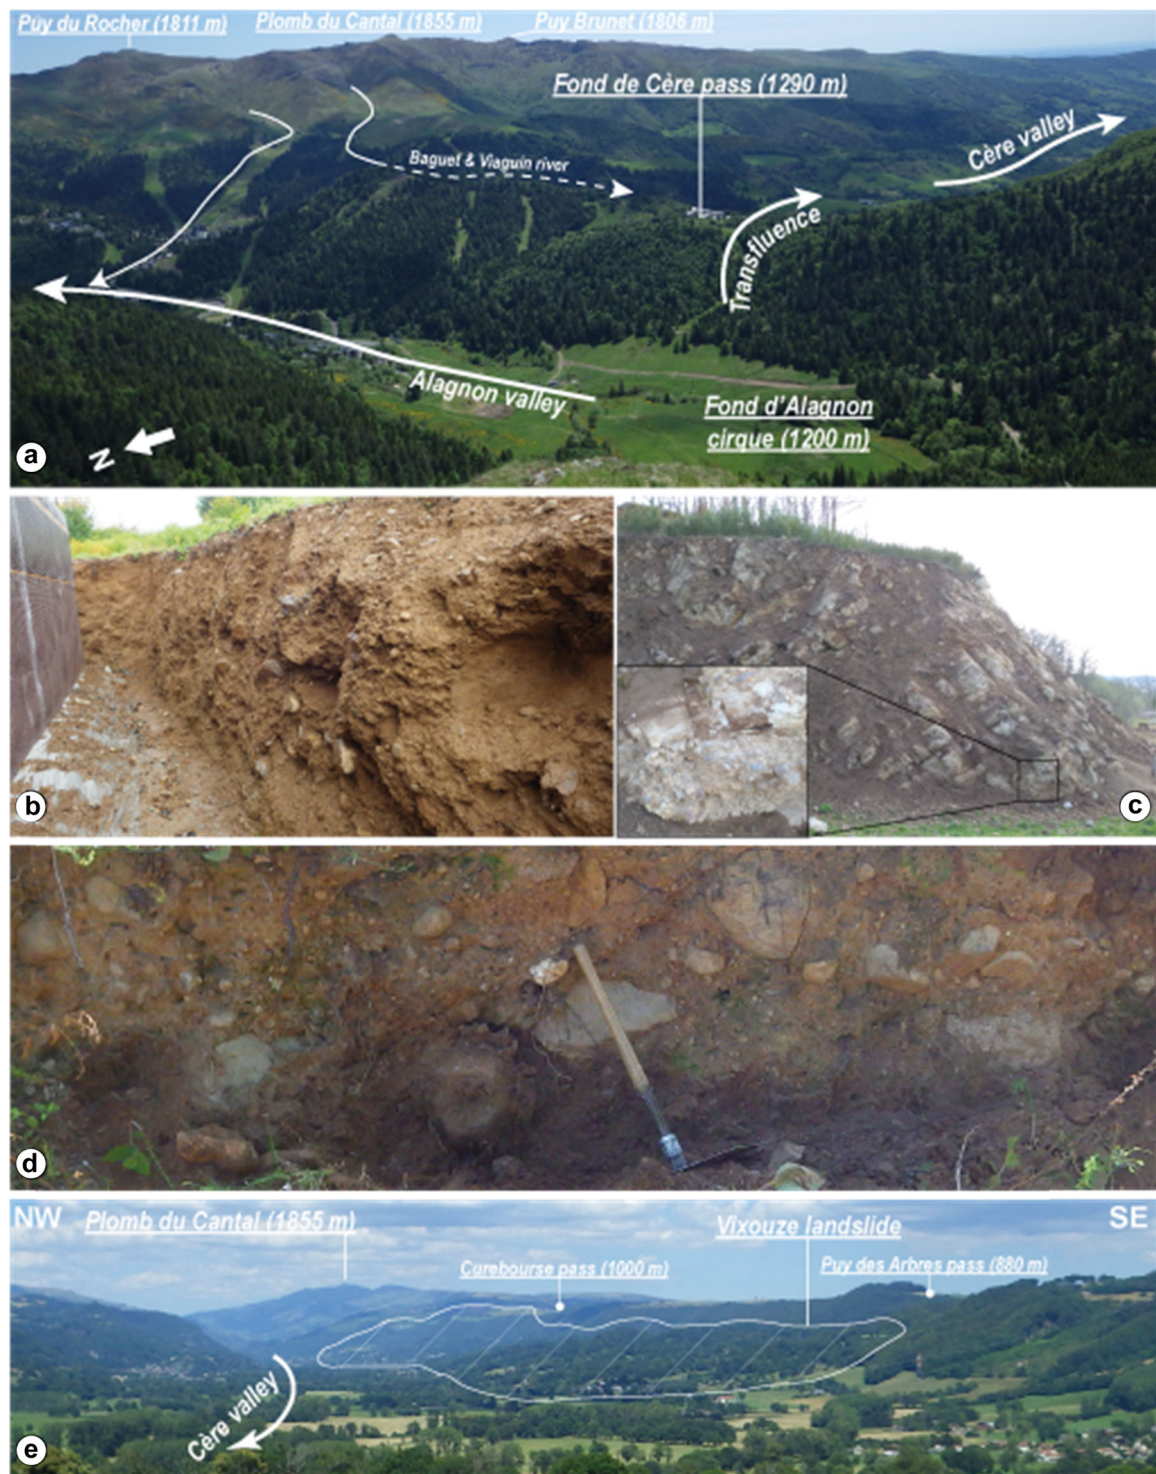 Puy du Rocher (1811 m)
Plomb du Cantal (1855 m)
Puy Brunet (1806 m)
Fond de Cère pass (1290 m)
Cère valley
Baguet & Viaguin river
Transfluence
Alagnon valley
Fond d'Alagnon
cirque (1200 m)
N
a
b
c
d
NW
Plomb du Cantal (1855 m)
Vixouze landslide
SE
Curebourse pass (1000 m)
Puy des Arbres pass (880 m)
Cère valley
e